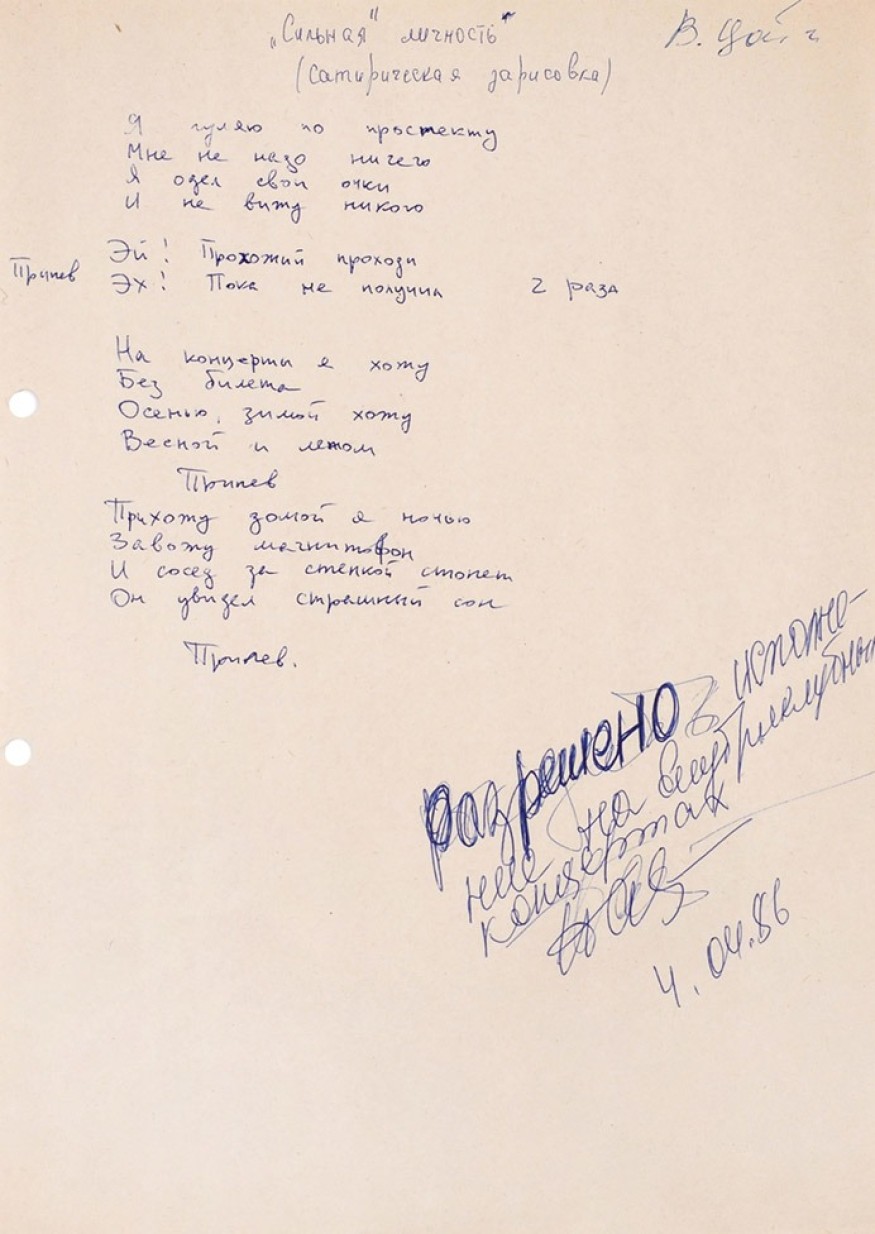 „Сильная" личность"
В. Цой
(сатирическая зарисовка)
Я гуляю по проспекту
Мне не надо ничего
Я одел свои очки
И не вижу никого
Эй! Прохожий проходи
Припев
Эх! Пока не получил 2 раза
На концерты я хожу
Без билета
Осенью, зимой хожу
Весной и летом
Припев
Прихожу домой я ночью
Завожу магнитофон
И сосед за стенкой стонет
Он увидел страшный сон
Припев.
разрешено к исполне-
нию на внутриклубных
концертах
4.04.86